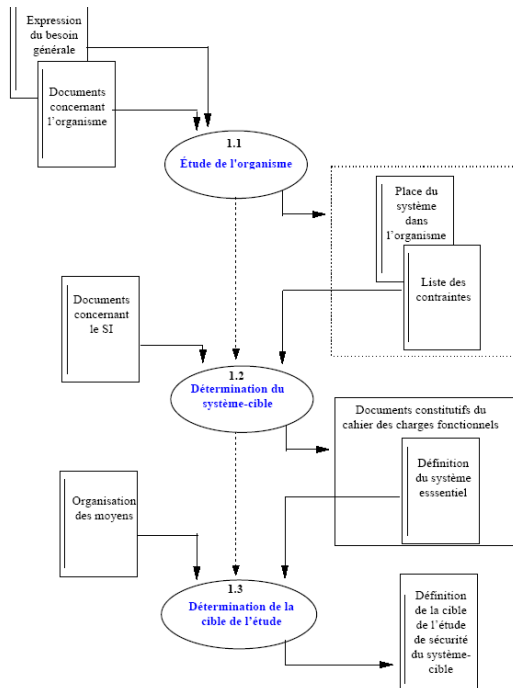 Expression
du besoin
générale
Documents
concernant
l'organisme
1.1
Étude de l'organisme
Place du
système
dans
l'organisme
Liste des
contraintes
Documents
concernant
le SI
1.2
Détermination du
système-cible
Documents constitutifs du
cahier des charges fonctionnels
Définition
du système
esssentiel
Organisation
des moyens
1.3
Détermination de la
cible de l'étude
Définition
de la cible
de l'étude
de sécurité
du système-
cible